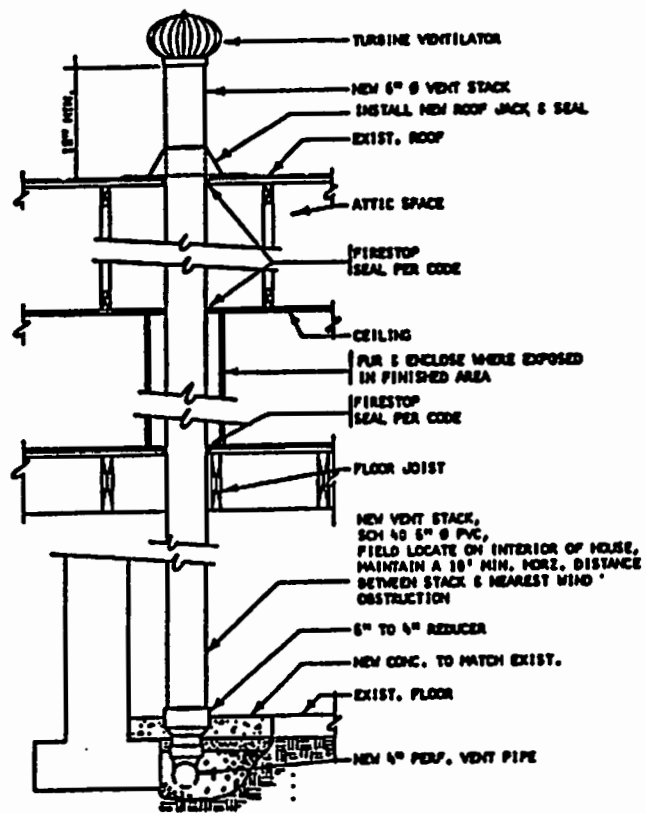 TURBINE VENTILATOR
NEW 6" Ø VENT STACK
INSTALL NEW ROOF JACK & SEAL
EXIST. ROOF
18" MIN.
ATTIC SPACE
FIRESTOP
SEAL PER CODE
CEILING
FUR & ENCLOSE WHERE EXPOSED
IN FINISHED AREA
FIRESTOP
SEAL PER CODE
FLOOR JOIST
NEW VENT STACK,
SCH 40 6" Ø PVC,
FIELD LOCATE ON INTERIOR OF HOUSE,
MAINTAIN A 10' MIN. HORZ. DISTANCE
BETWEEN STACK & NEAREST WIND
OBSTRUCTION
6" TO 4" REDUCER
NEW CONC. TO MATCH EXIST.
EXIST. FLOOR
NEW 4" PERF. VENT PIPE